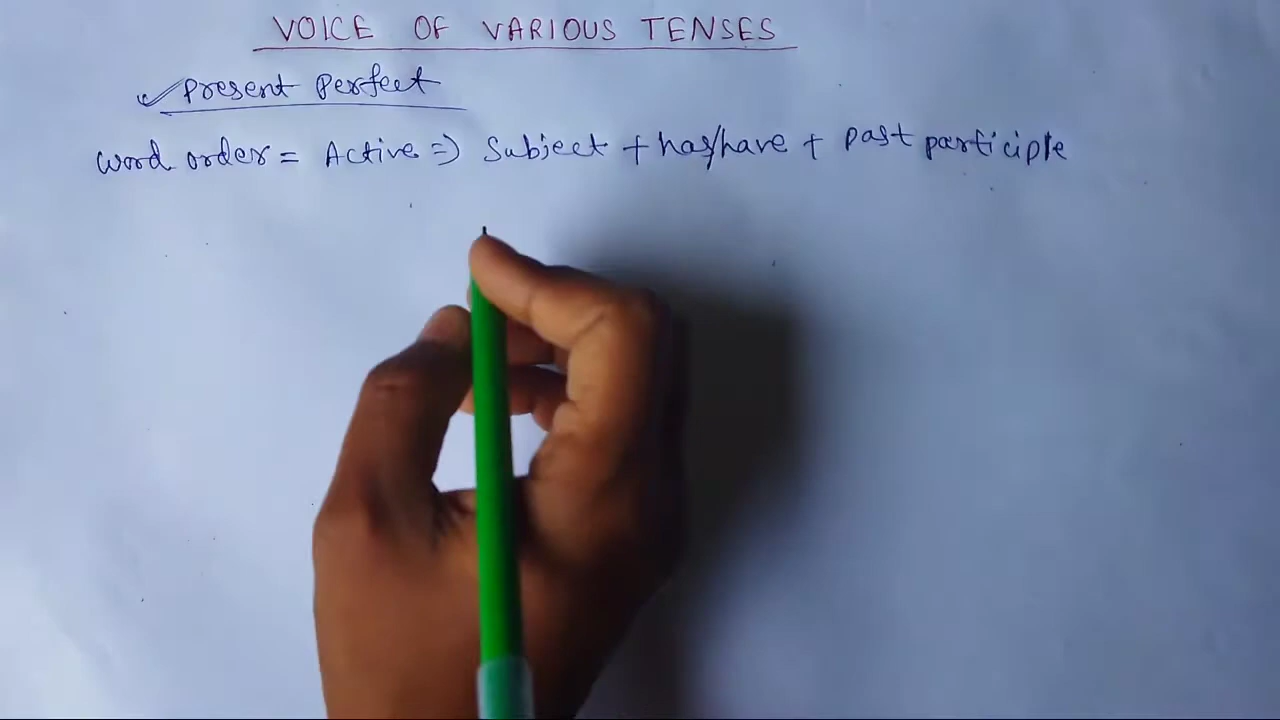 VOICE OF VARIOUS TENSES
Present Perfect
Word order = Active => Subject + has/have + Past participle